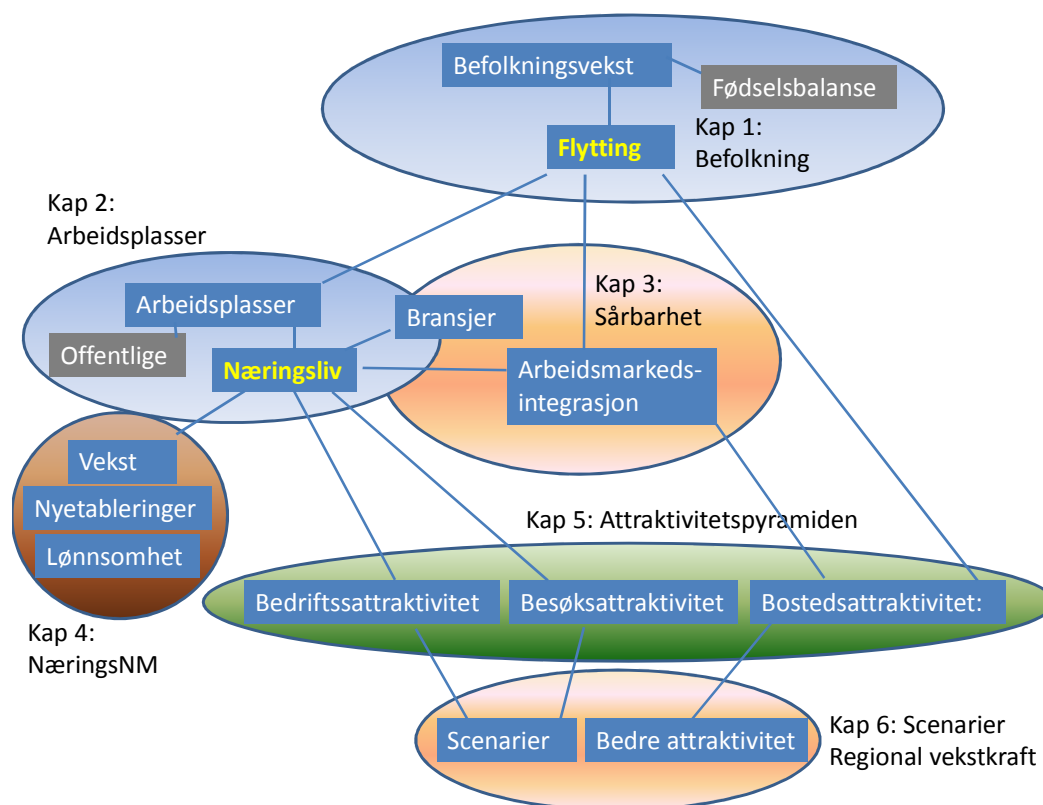 Befolkningsvekst
Fødselsbalanse
Kap 1:
Befolkning
Flytting
Kap 2:
Arbeidsplasser
Arbeidsplasser
Offentlige
Næringsliv
Bransjer
Kap 3:
Sårbarhet
Arbeidsmarkeds-
integrasjon
Vekst
Nyetableringer
Lønnsomhet
Kap 4:
NæringsNM
Kap 5: Attraktivitetspyramiden
Bedriftssattraktivitet
Besøksattraktivitet
Bostedsattraktivitet:
Scenarier
Bedre attraktivitet
Kap 6: Scenarier
Regional vekstkraft